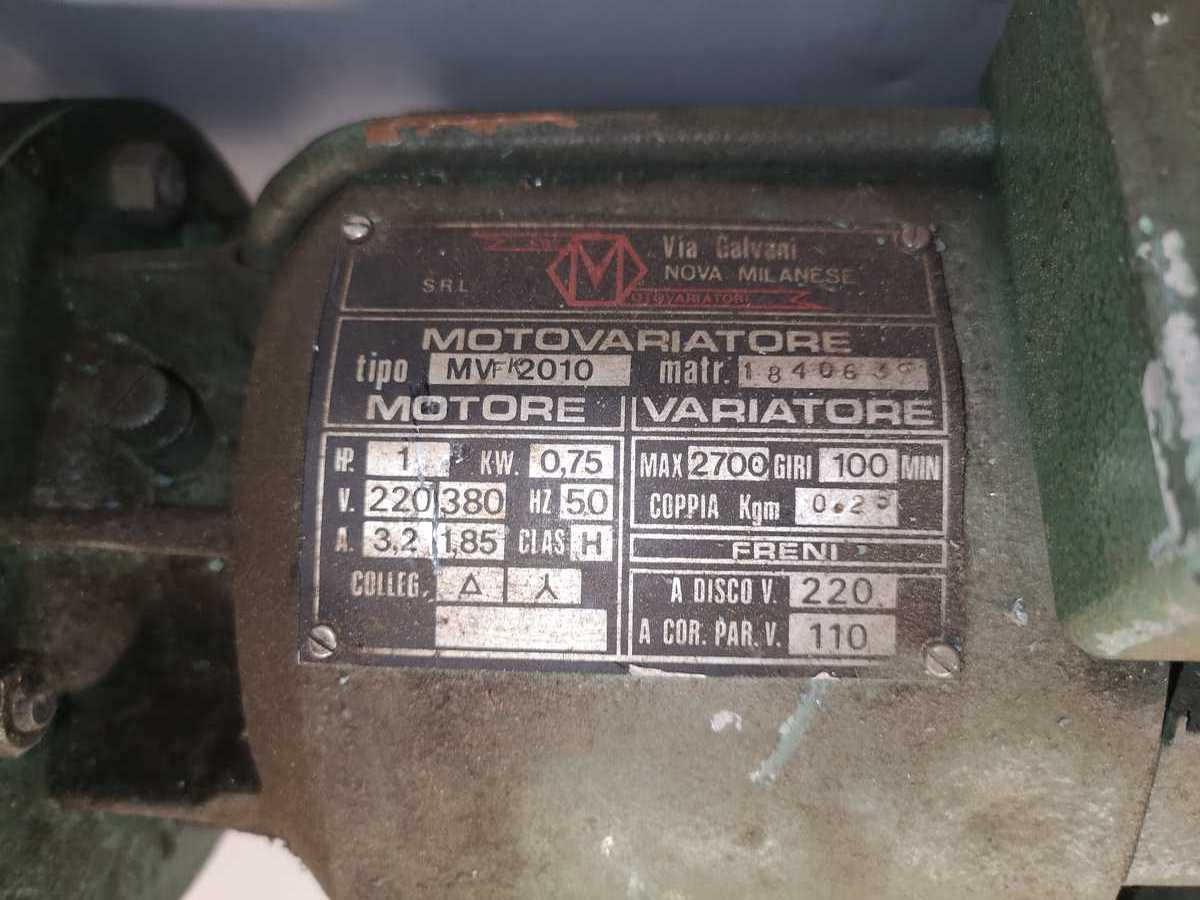 Via Galvani
SRL M NOVA MILANESE
MOTOVARIATORI
MOTOVARIATORE
tipo MVFK2010 matr.
MOTORE VARIATORE
HP. 1 KW. 0,75 MAX 2700 GIRI 100 MIN
V. 220 380 HZ 50 COPPIA Kgm
A. 3,2 1,85 CLAS H
FRENI
COLLEG. Δ A DISCO V. 220
A COR. PAR. V. 110